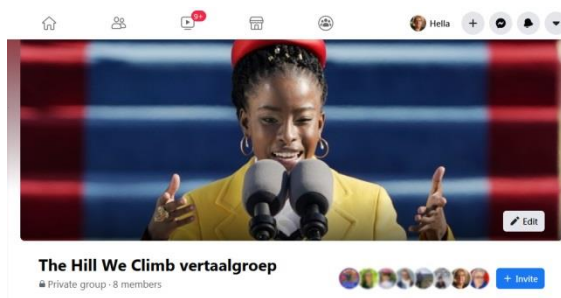 9+
Hella
Edit
The Hill We Climb vertaalgroep
Private group · 8 members
+ Invite